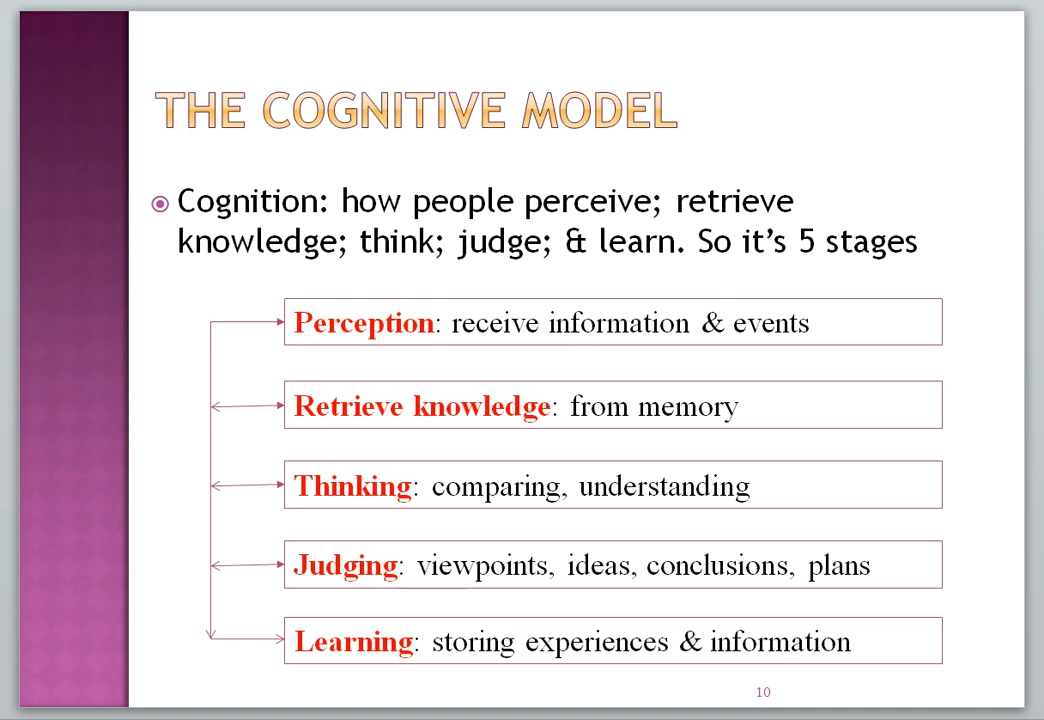 THE COGNITIVE MODEL
Cognition: how people perceive; retrieve
knowledge; think; judge; & learn. So it's 5 stages
Perception: receive information & events
Retrieve knowledge: from memory
Thinking: comparing, understanding
Judging: viewpoints, ideas, conclusions, plans
Learning: storing experiences & information
10